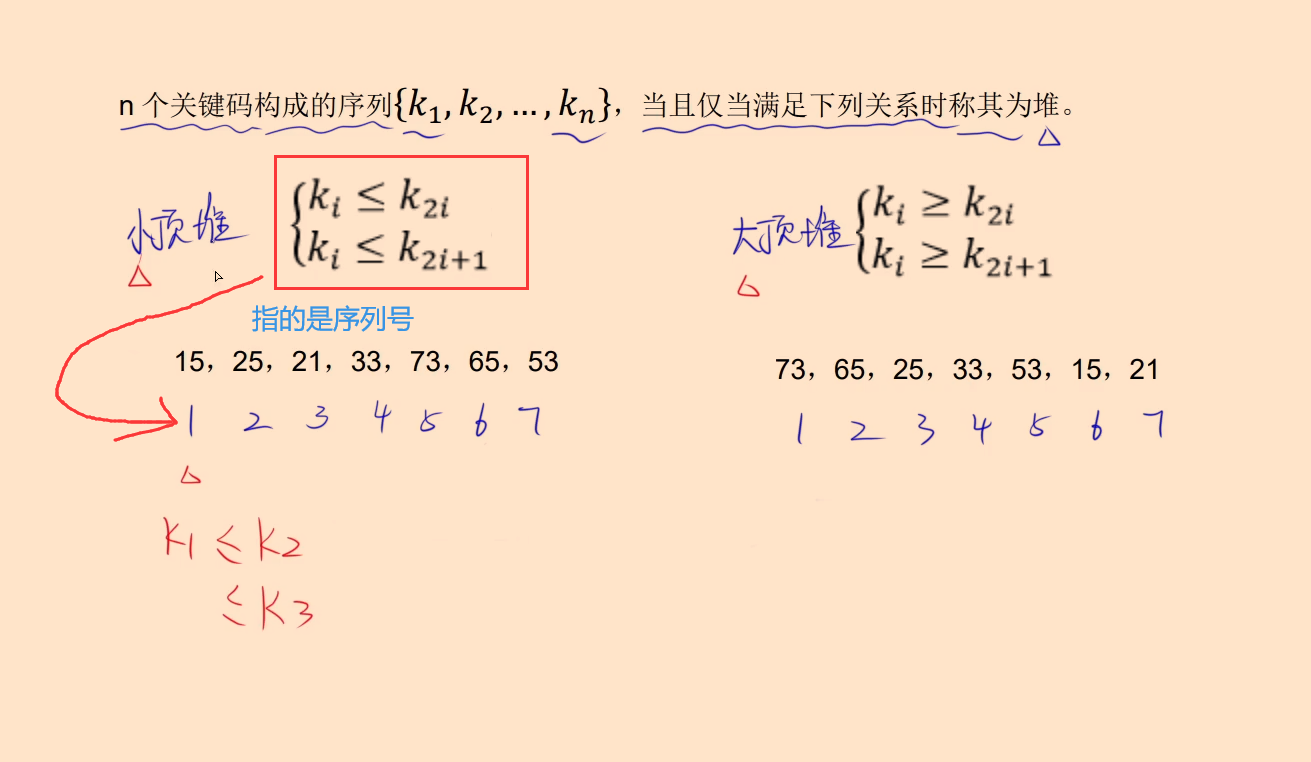 n 个关键码构成的序列{k₁, k₂, ... , kₙ}，当且仅当满足下列关系时称其为堆。
小顶堆
kᵢ ≤ k₂ᵢ
kᵢ ≤ k₂ᵢ₊₁
大顶堆
kᵢ ≥ k₂ᵢ
kᵢ ≥ k₂ᵢ₊₁
指的是序列号
15，25，21，33，73，65，53
73，65，25，33，53，15，21
1 2 3 4 5 6 7
1 2 3 4 5 6 7
K1 ≤ K2
≤ K3